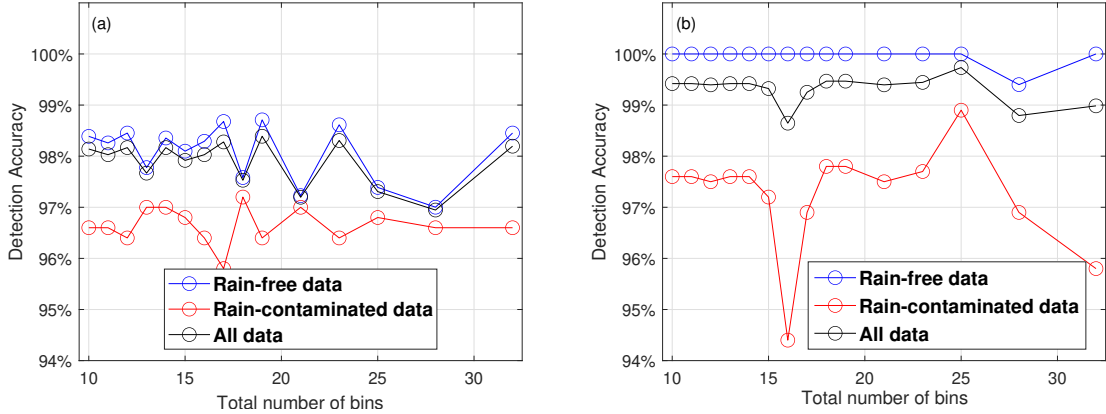 (a)
100%
99%
98%
97%
96%
95%
94%
Detection Accuracy
10
15
20
25
30
Total number of bins
Rain-free data
Rain-contaminated data
All data
(b)
100%
99%
98%
97%
96%
95%
94%
Detection Accuracy
10
15
20
25
30
Total number of bins
Rain-free data
Rain-contaminated data
All data